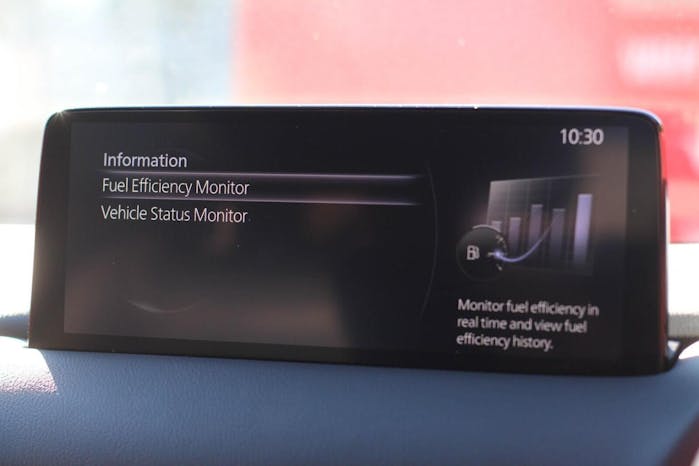 10:30
Information
Fuel Efficiency Monitor
Vehicle Status Monitor
Monitor fuel efficiency in
real time and view fuel
efficiency history.